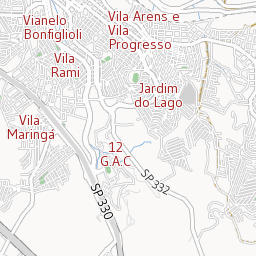 Vianelo
Bonfiglioli
Vila Arens e
Vila
Progresso
Vila
Rami
Jardim
do Lago
Vila
Maringá
12
G.A.C
SP 330
SP 332